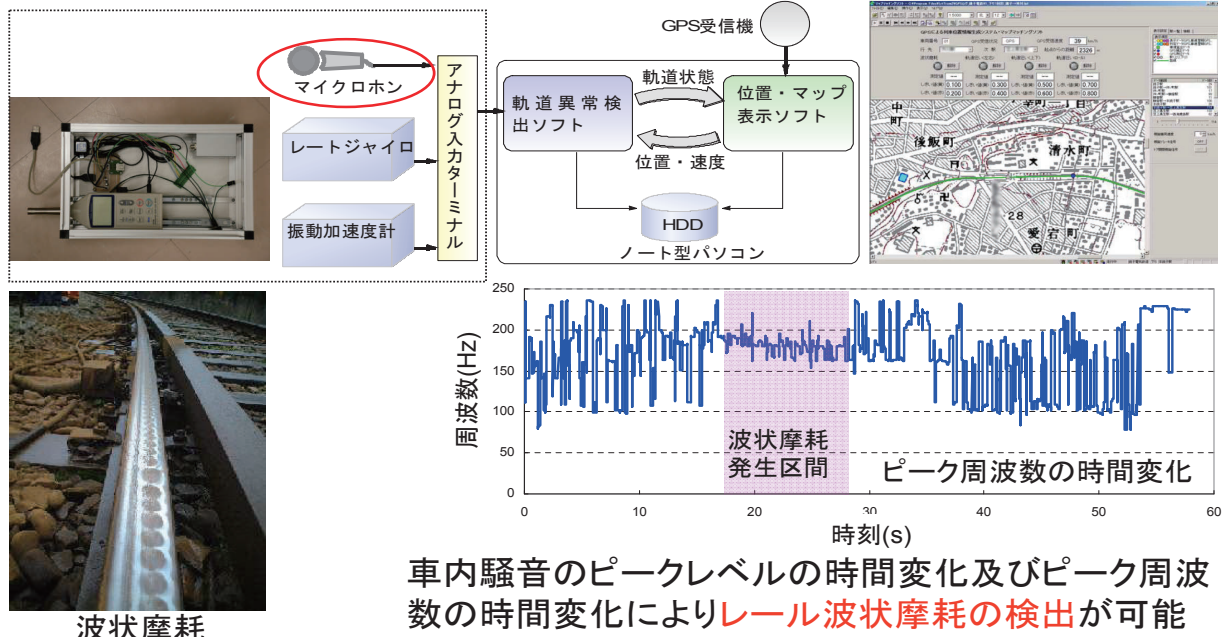 マイクロホン
レートジャイロ
振動加速度計
アナログ入力ターミナル
GPS受信機
軌道異常検
出ソフト
軌道状態
位置・速度
位置・マップ
表示ソフト
HDD
ノート型パソコン
中
町
後飯町
清水町
28
愛宕町
波状摩耗
周波数(Hz)
250
200
150
100
50
0
波状摩耗
発生区間
ピーク周波数の時間変化
0
10
20
30
40
50
60
時刻(s)
車内騒音のピークレベルの時間変化及びピーク周波
数の時間変化によりレール波状摩耗の検出が可能